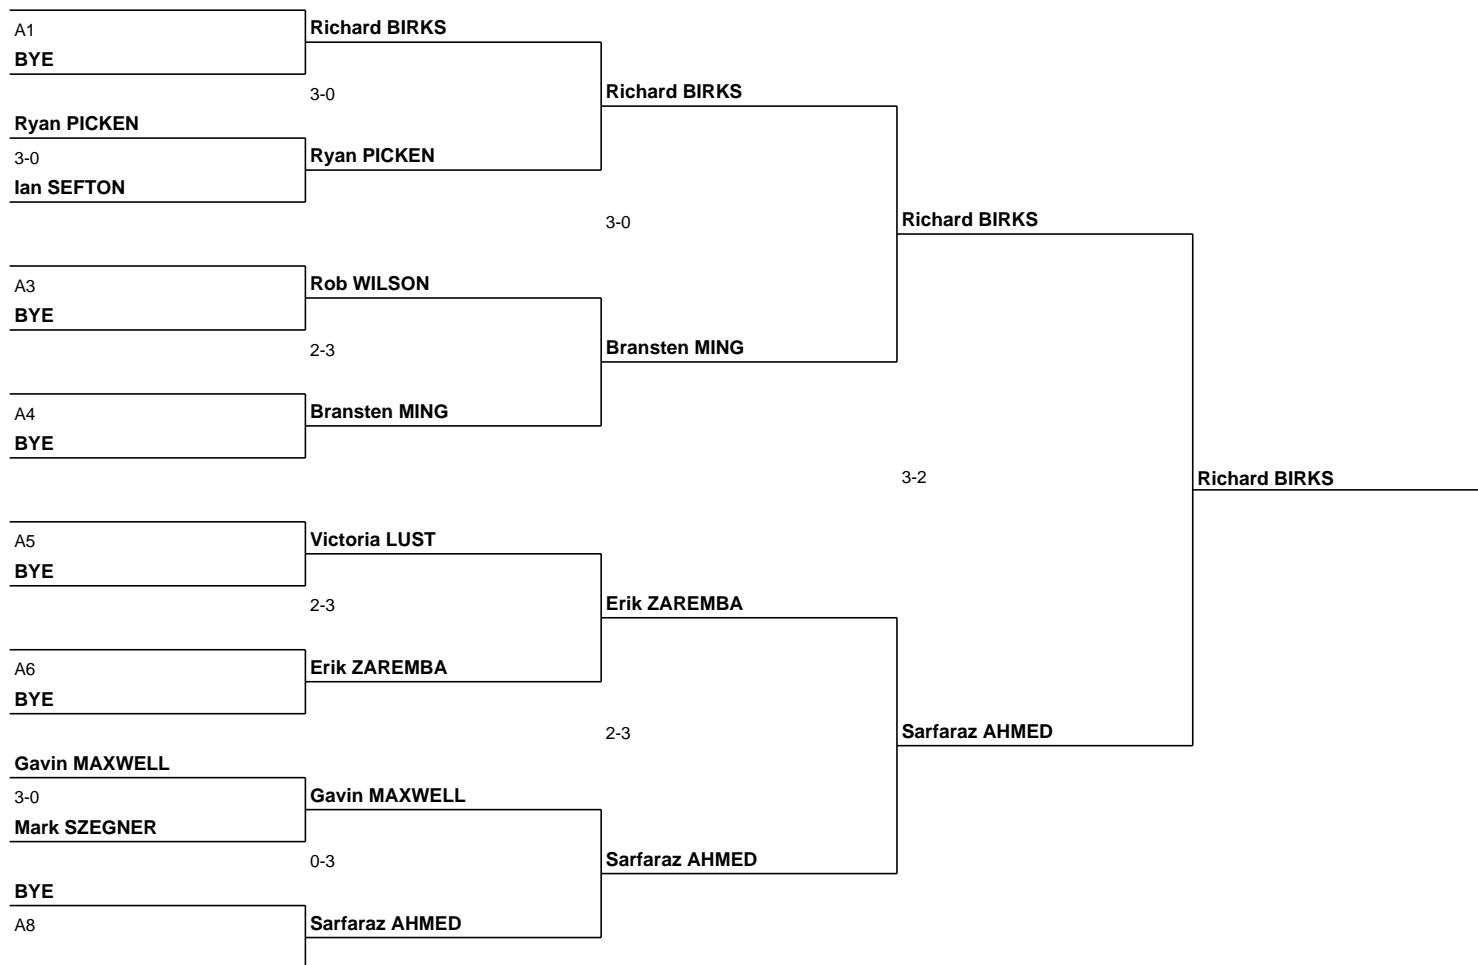 A1
BYE
Richard BIRKS
3-0
Ryan PICKEN
3-0
Ian SEFTON
Ryan PICKEN
Richard BIRKS
3-0
A3
BYE
Rob WILSON
2-3
A4
BYE
Bransten MING
Bransten MING
Richard BIRKS
3-2
Richard BIRKS
A5
BYE
Victoria LUST
2-3
A6
BYE
Erik ZAREMBA
Erik ZAREMBA
2-3
Gavin MAXWELL
3-0
Mark SZEGNER
Gavin MAXWELL
0-3
BYE
A8
Sarfaraz AHMED
Sarfaraz AHMED
Sarfaraz AHMED